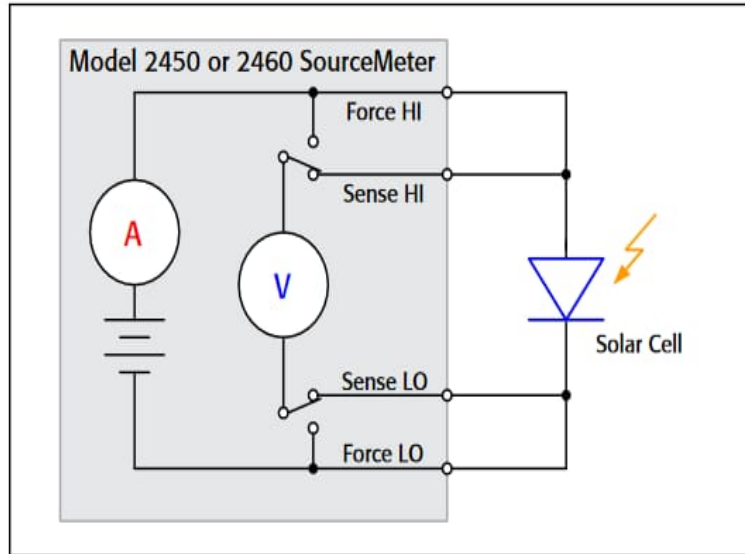 Model 2450 or 2460 SourceMeter
Force HI
Sense HI
A
V
Solar Cell
Sense LO
Force LO